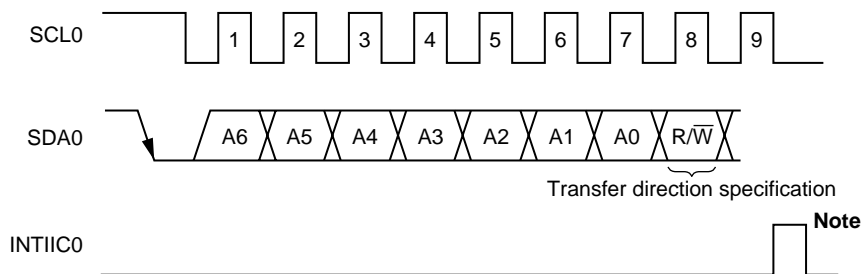 SCL0 1 2 3 4 5 6 7 8 9
SDA0 A6 A5 A4 A3 A2 A1 A0 R/W̅
Transfer direction specification
Note
INTIIC0